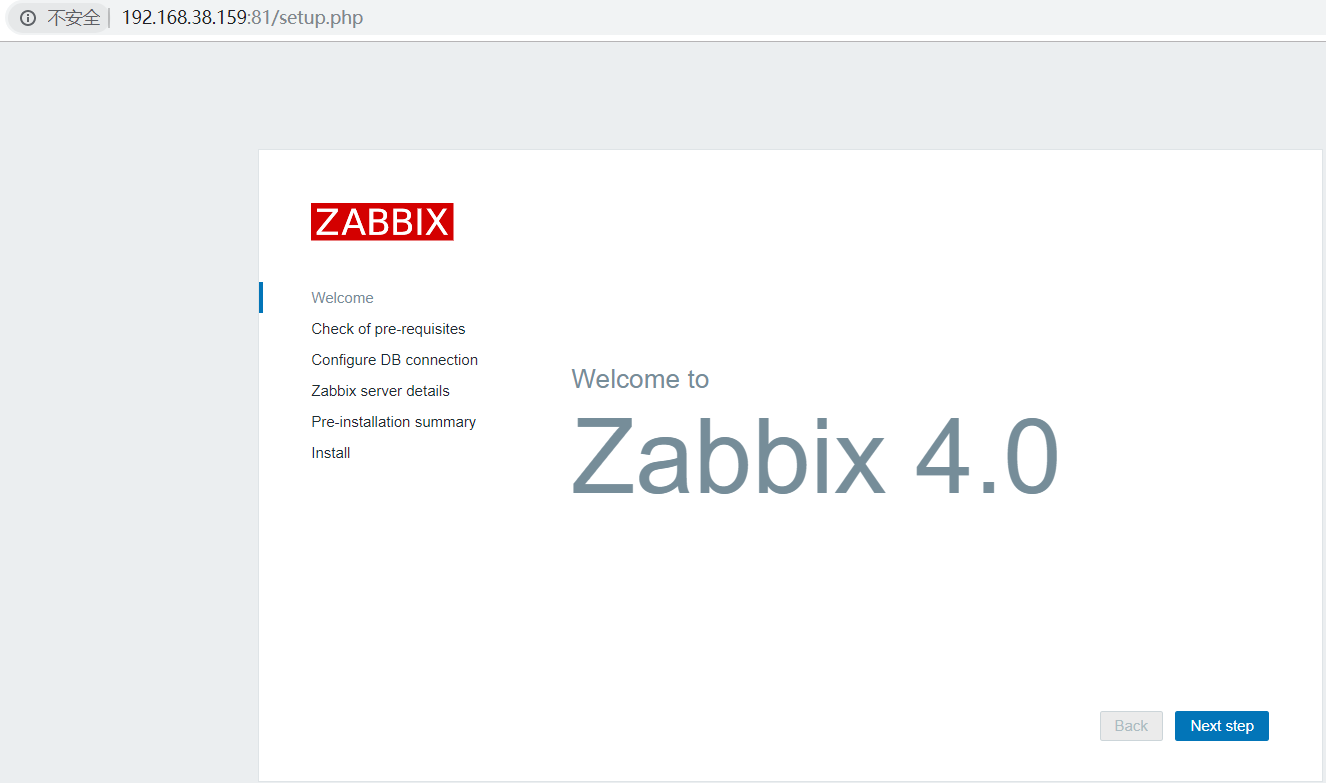 不安全 192.168.38.159:81/setup.php
ZABBIX
Welcome
Check of pre-requisites
Configure DB connection
Zabbix server details
Pre-installation summary
Install
Welcome to
Zabbix 4.0
Back Next step